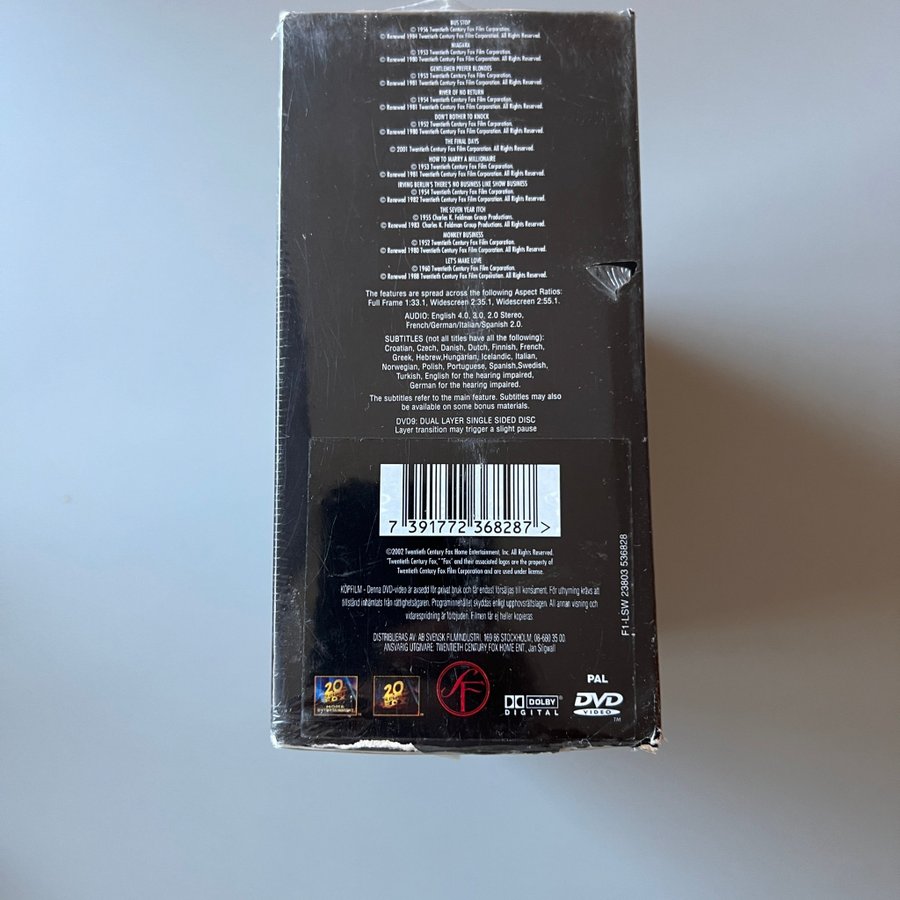 BUS STOP
© 1956 Twentieth Century Fox Film Corporation.
© Renewed 1984 Twentieth Century Fox Film Corporation. All Rights Reserved.
NIAGARA
© 1953 Twentieth Century Fox Film Corporation.
© Renewed 1980 Twentieth Century Fox Film Corporation. All Rights Reserved.
GENTLEMEN PREFER BLONDES
© 1953 Twentieth Century Fox Film Corporation.
© Renewed 1981 Twentieth Century Fox Film Corporation. All Rights Reserved.
RIVER OF NO RETURN
© 1954 Twentieth Century Fox Film Corporation.
© Renewed 1981 Twentieth Century Fox Film Corporation. All Rights Reserved.
DON'T BOTHER TO KNOCK
© 1952 Twentieth Century Fox Film Corporation.
© Renewed 1980 Twentieth Century Fox Film Corporation. All Rights Reserved.
THE FINAL DAYS
© 2001 Twentieth Century Fox Film Corporation. All Rights Reserved.
HOW TO MARRY A MILLIONAIRE
© 1953 Twentieth Century Fox Film Corporation.
© Renewed 1981 Twentieth Century Fox Film Corporation. All Rights Reserved.
IRVING BERLIN'S THERE'S NO BUSINESS LIKE SHOW BUSINESS
© 1954 Twentieth Century Fox Film Corporation.
© Renewed 1982 Twentieth Century Fox Film Corporation. All Rights Reserved.
THE SEVEN YEAR ITCH
© 1955 Charles K. Feldman Group Productions.
© Renewed 1983 Charles K. Feldman Group Productions. All Rights Reserved.
MONKEY BUSINESS
© 1952 Twentieth Century Fox Film Corporation.
© Renewed 1980 Twentieth Century Fox Film Corporation. All Rights Reserved.
LET'S MAKE LOVE
© 1960 Twentieth Century Fox Film Corporation.
© Renewed 1988 Twentieth Century Fox Film Corporation. All Rights Reserved.
The features are spread across the following Aspect Ratios:
Full Frame 1:33.1, Widescreen 2:35.1, Widescreen 2:55.1.
AUDIO: English 4.0, 3.0, 2.0 Stereo,
French/German/Italian/Spanish 2.0.
SUBTITLES (not all titles have all the following):
Croatian, Czech, Danish, Dutch, Finnish, French,
Greek, Hebrew,Hungarian, Icelandic, Italian,
Norwegian, Polish, Portuguese, Spanish,Swedish,
Turkish, English for the hearing impaired,
German for the hearing impaired.
The subtitles refer to the main feature. Subtitles may also
be available on some bonus materials.
DVD9: DUAL LAYER SINGLE SIDED DISC
Layer transition may trigger a slight pause
7 391772 368287 >
©2002 Twentieth Century Fox Home Entertainment, Inc. All Rights Reserved.
"Twentieth Century Fox," "Fox" and their associated logos are the property of
Twentieth Century Fox Film Corporation and are used under license.
KÖPFILM - Denna DVD-video är avsedd för privat bruk och får endast försäljas till konsument. För uthyrning krävs att
tillstånd inhämtats från rättighetsägaren. Programinnehållet skyddas enligt upphovsrättslagen. All annan visning och
vidarespridning är förbjuden. Filmen får ej heller kopieras.
DISTRIBUERAS AV: AB SVENSK FILMINDUSTRI, 169 86 STOCKHOLM, 08-680 35 00.
ANSVARIG UTGIVARE: TWENTIETH CENTURY FOX HOME ENT., Jan Sligwall
F1-LSW 23803 536828
PAL
20
HOME ENTERTAINMENT
20
SF
DOLBY
DIGITAL
DVD
VIDEO
TM